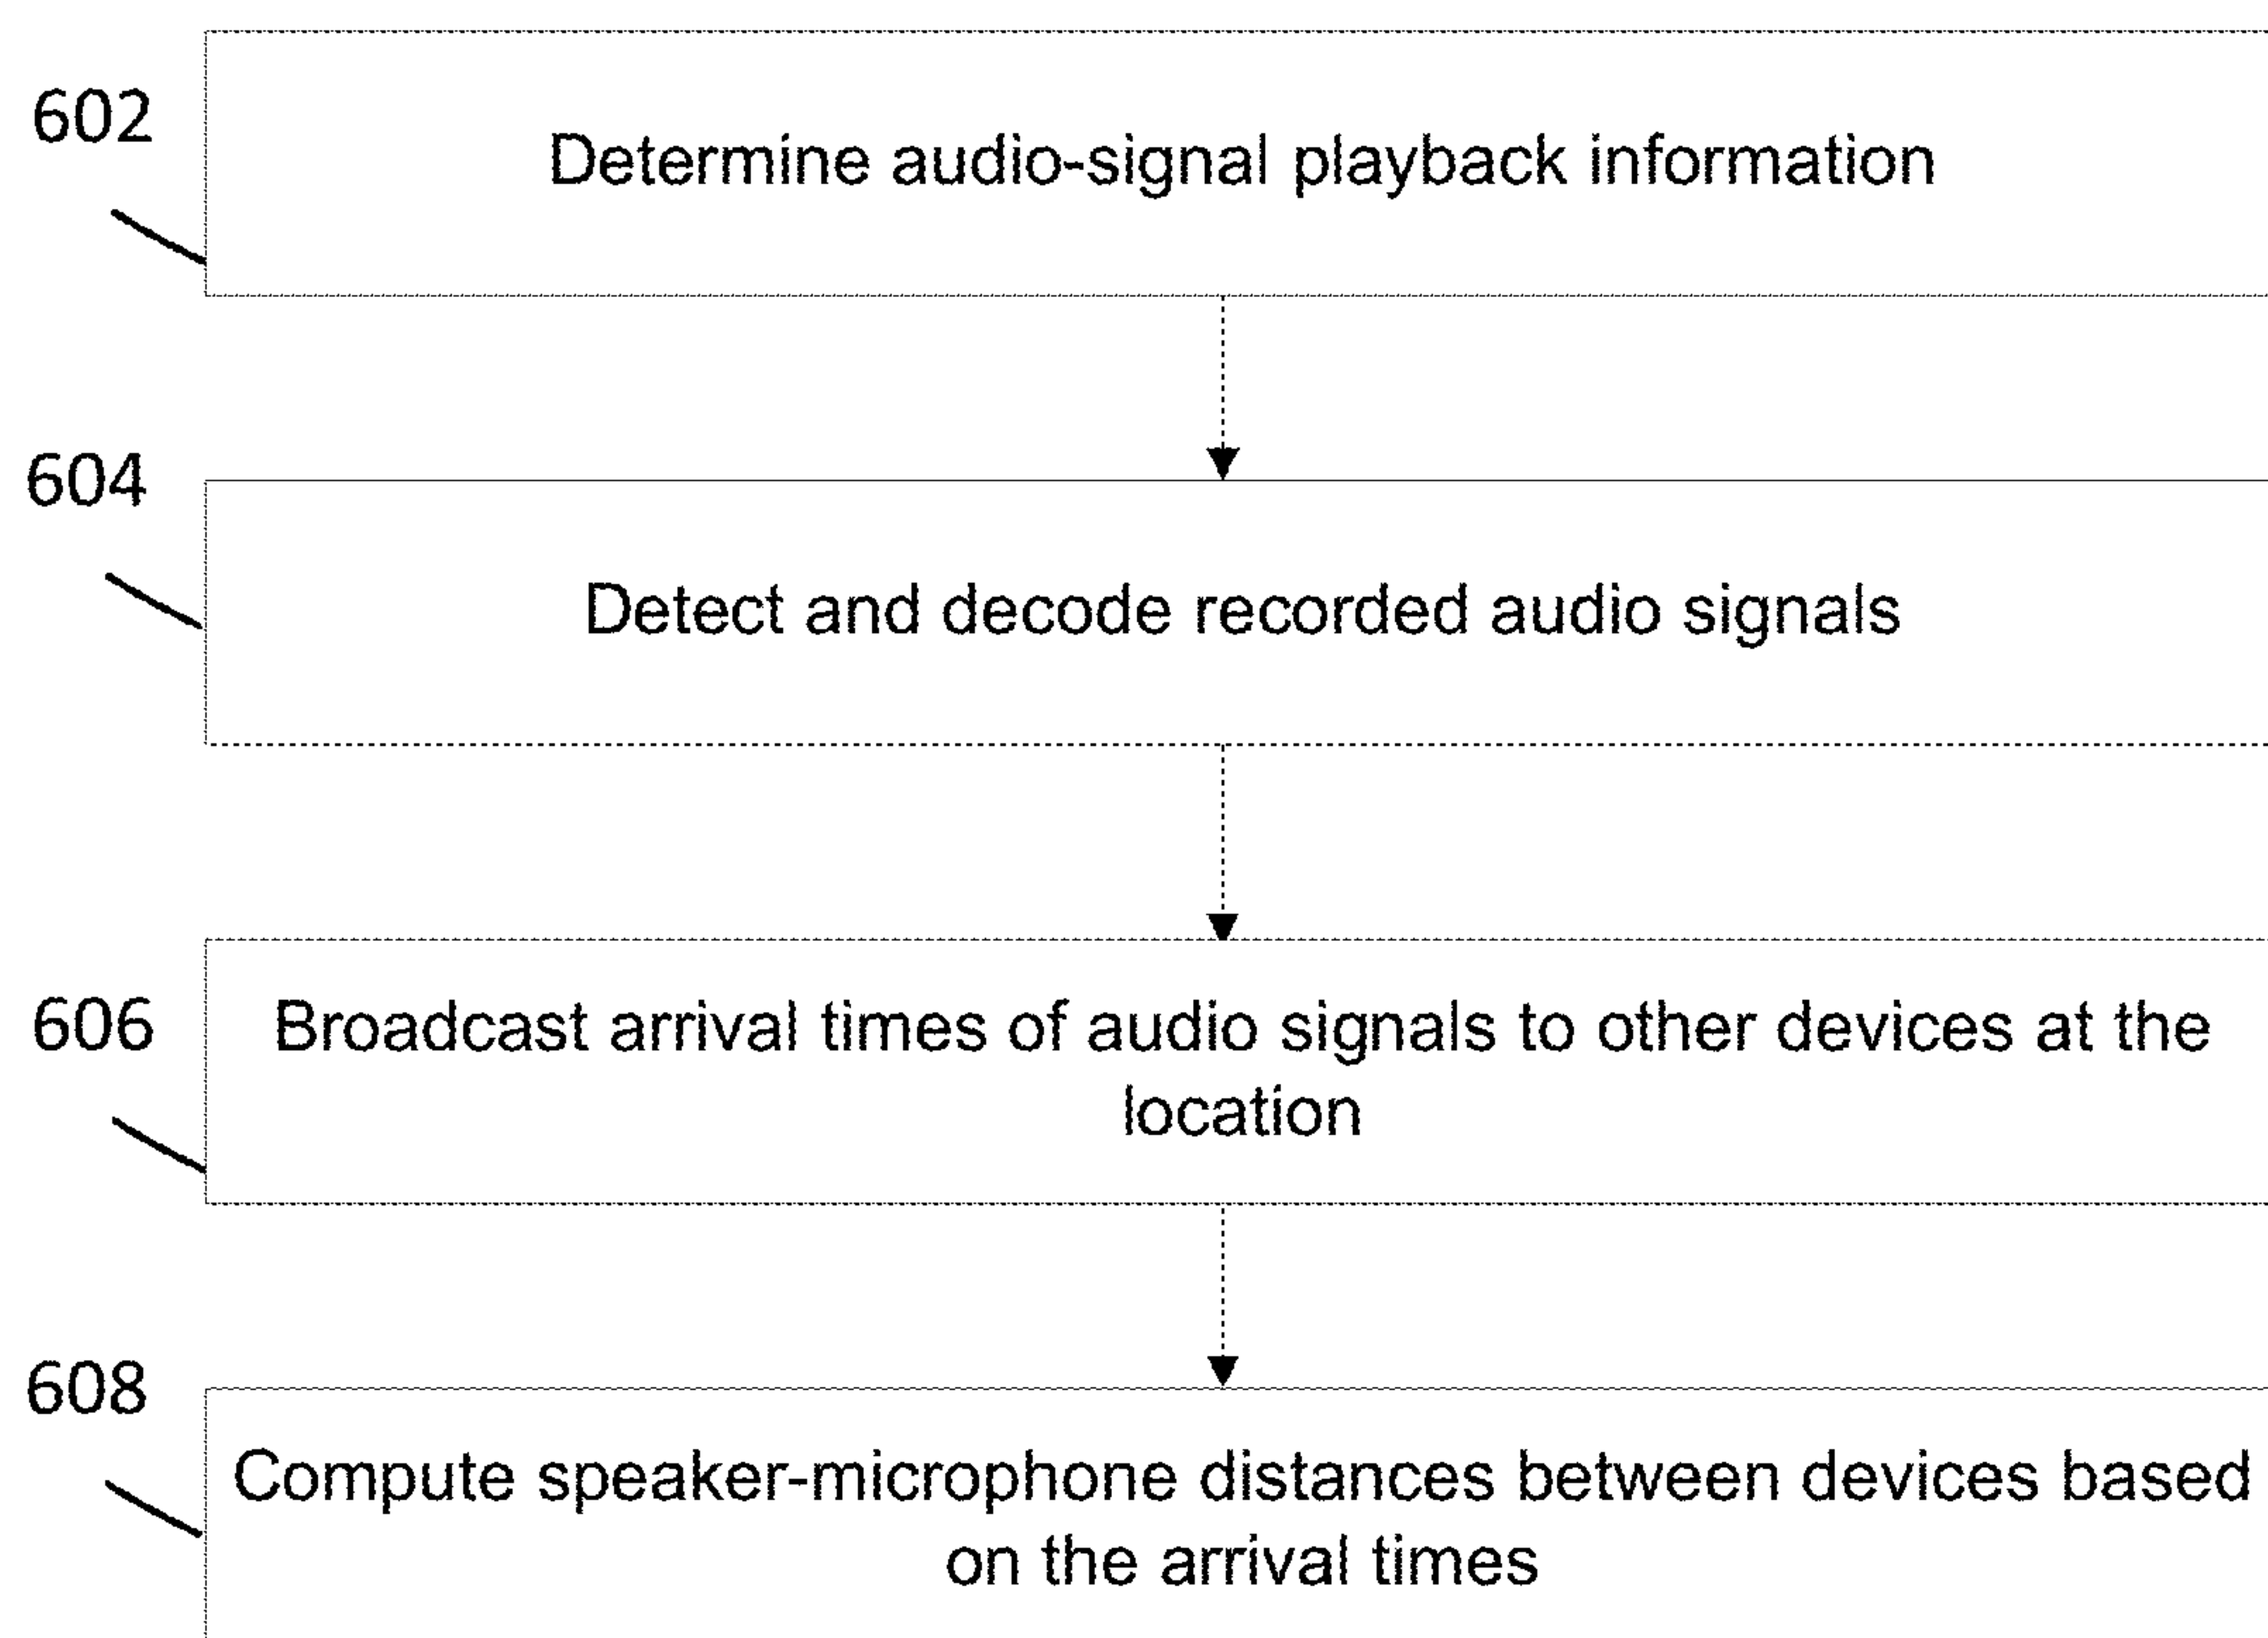 602
Determine audio-signal playback information
604
Detect and decode recorded audio signals
606
Broadcast arrival times of audio signals to other devices at the
location
608
Compute speaker-microphone distances between devices based
on the arrival times